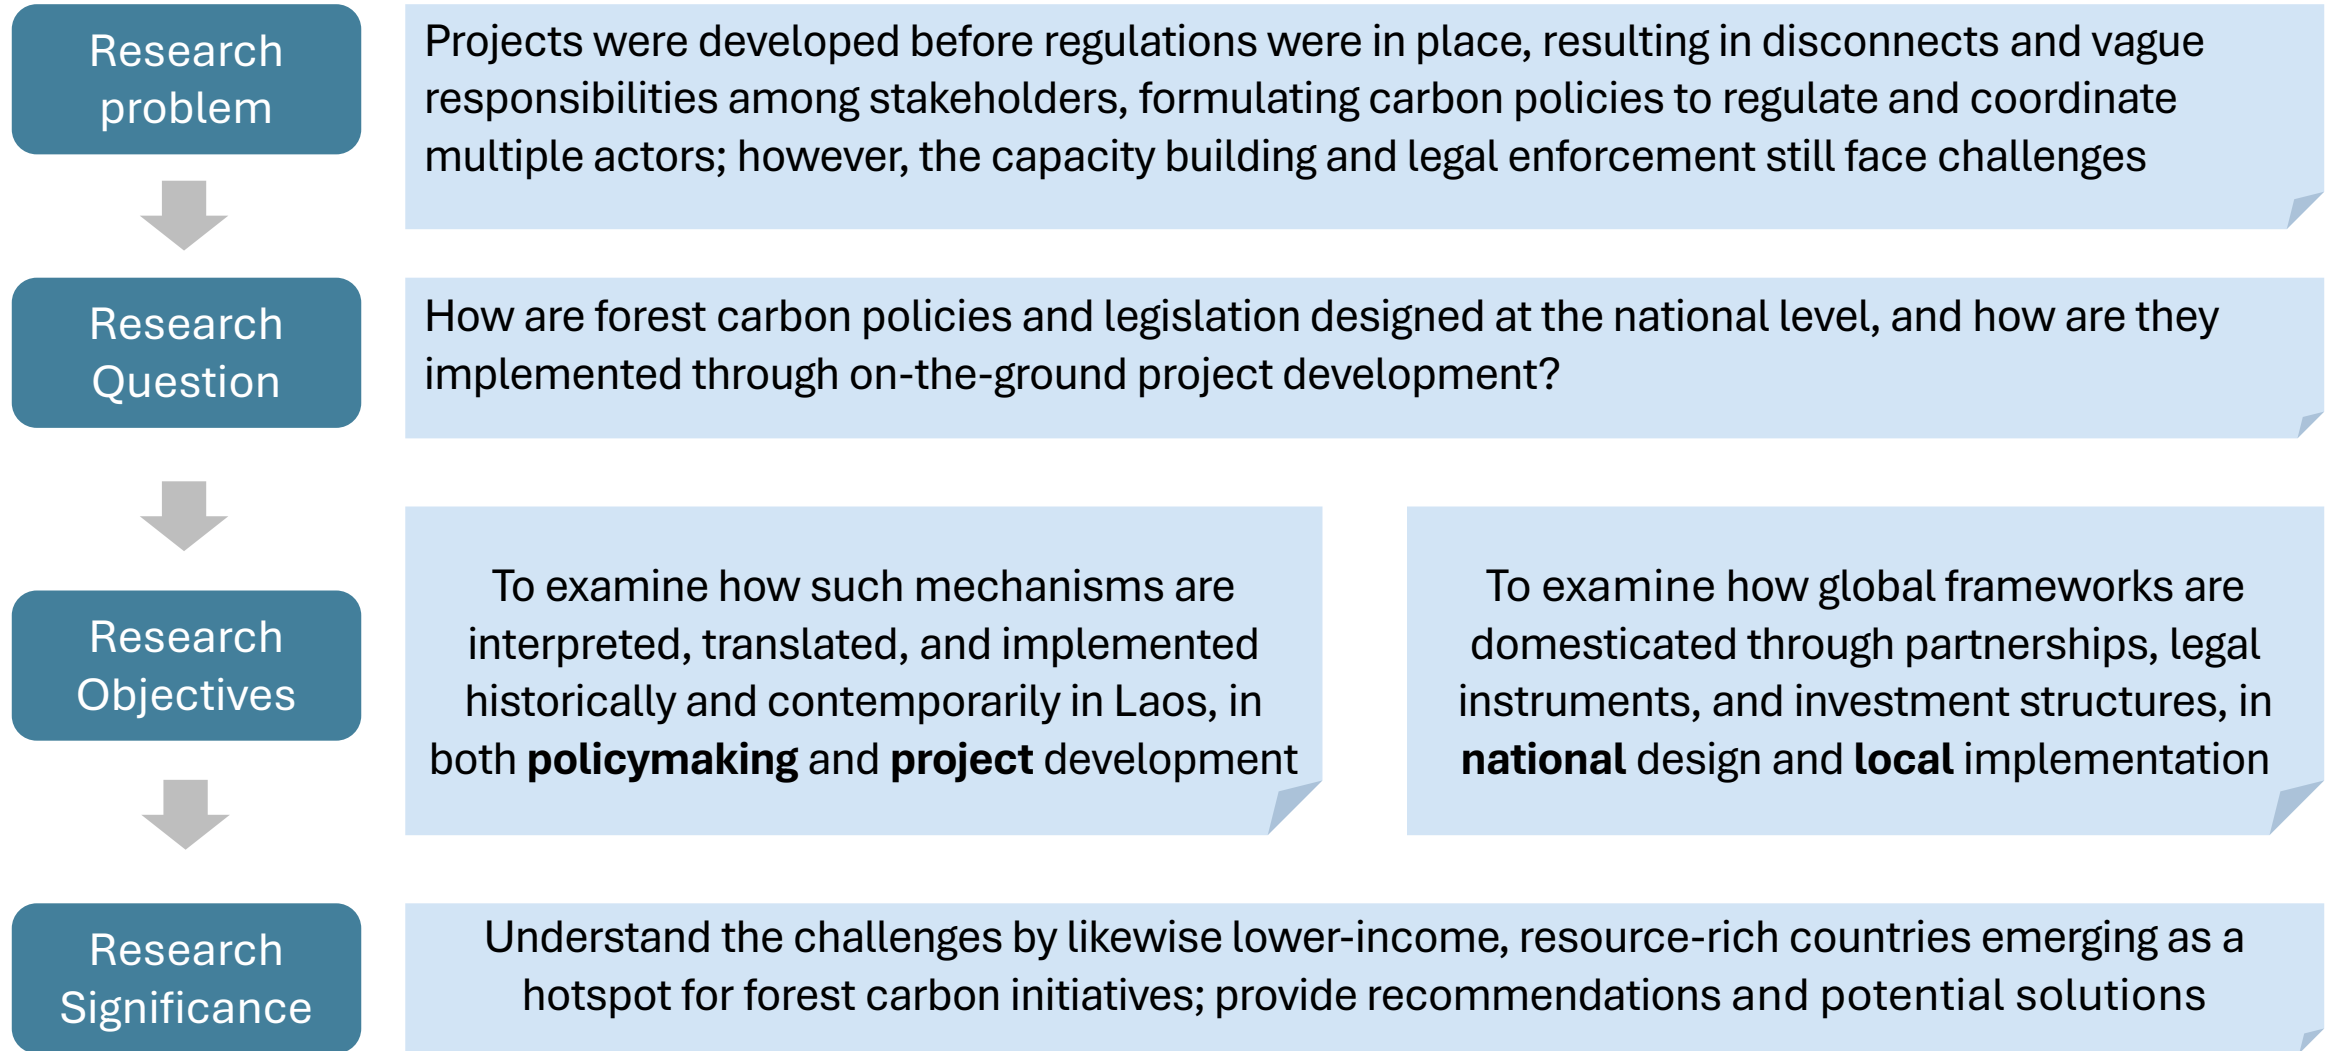 Research
problem
Projects were developed before regulations were in place, resulting in disconnects and vague
responsibilities among stakeholders, formulating carbon policies to regulate and coordinate
multiple actors; however, the capacity building and legal enforcement still face challenges
Research
Question
How are forest carbon policies and legislation designed at the national level, and how are they
implemented through on-the-ground project development?
Research
Objectives
To examine how such mechanisms are
interpreted, translated, and implemented
historically and contemporarily in Laos, in
both policymaking and project development
To examine how global frameworks are
domesticated through partnerships, legal
instruments, and investment structures, in
national design and local implementation
Research
Significance
Understand the challenges by likewise lower-income, resource-rich countries emerging as a
hotspot for forest carbon initiatives; provide recommendations and potential solutions